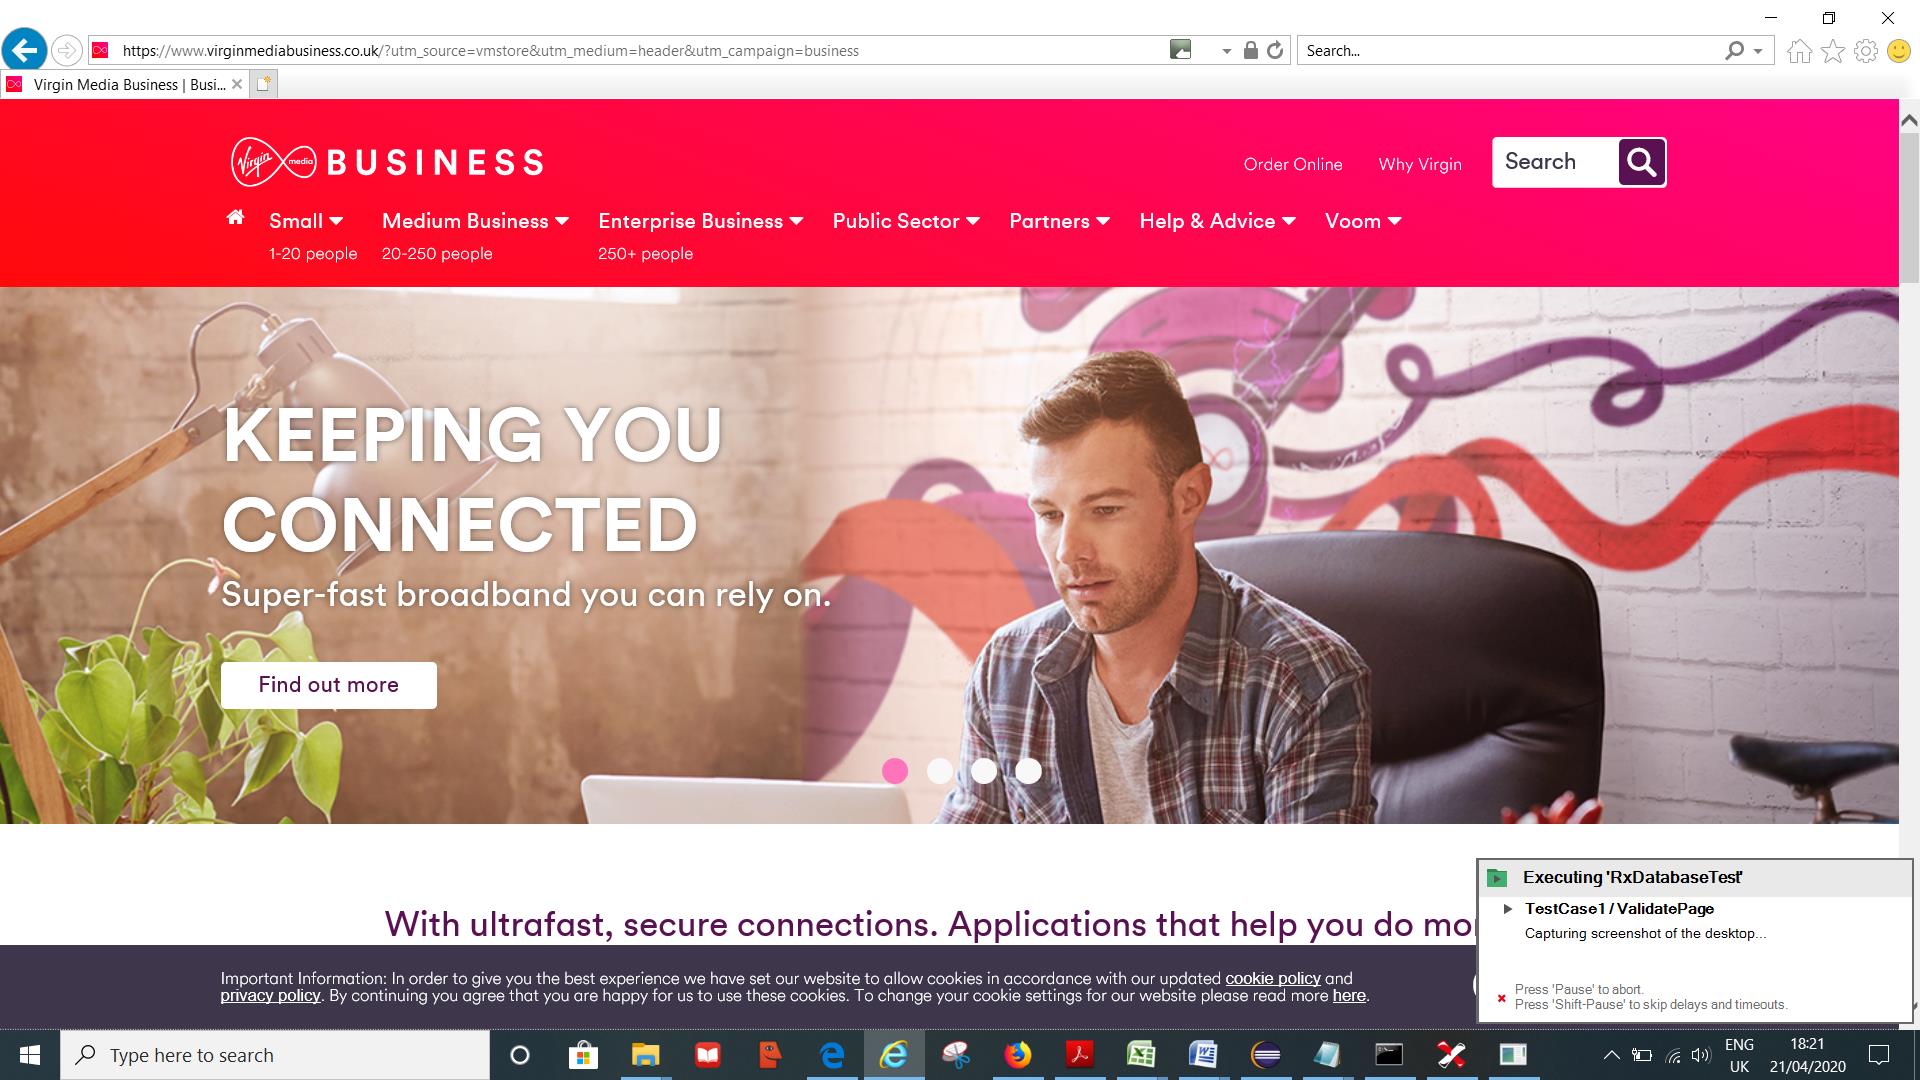 https://www.virginmediabusiness.co.uk/?utm_source=vmstore&utm_medium=header&utm_campaign=business
Search...
Virgin Media Business | Busi...
Virgin media BUSINESS
Order Online
Why Virgin
Search
Small
Medium Business
Enterprise Business
Public Sector
Partners
Help & Advice
Voom
1-20 people
20-250 people
250+ people
KEEPING YOU
CONNECTED
Super-fast broadband you can rely on.
Find out more
With ultrafast, secure connections. Applications that help you do mo
Executing 'RxDatabaseTest'
TestCase1 / ValidatePage
Capturing screenshot of the desktop...
Press 'Pause' to abort.
Press 'Shift-Pause' to skip delays and timeouts.
Important Information: In order to give you the best experience we have set our website to allow cookies in accordance with our updated cookie policy and
privacy policy. By continuing you agree that you are happy for us to use these cookies. To change your cookie settings for our website please read more here.
Type here to search
ENG
UK
18:21
21/04/2020